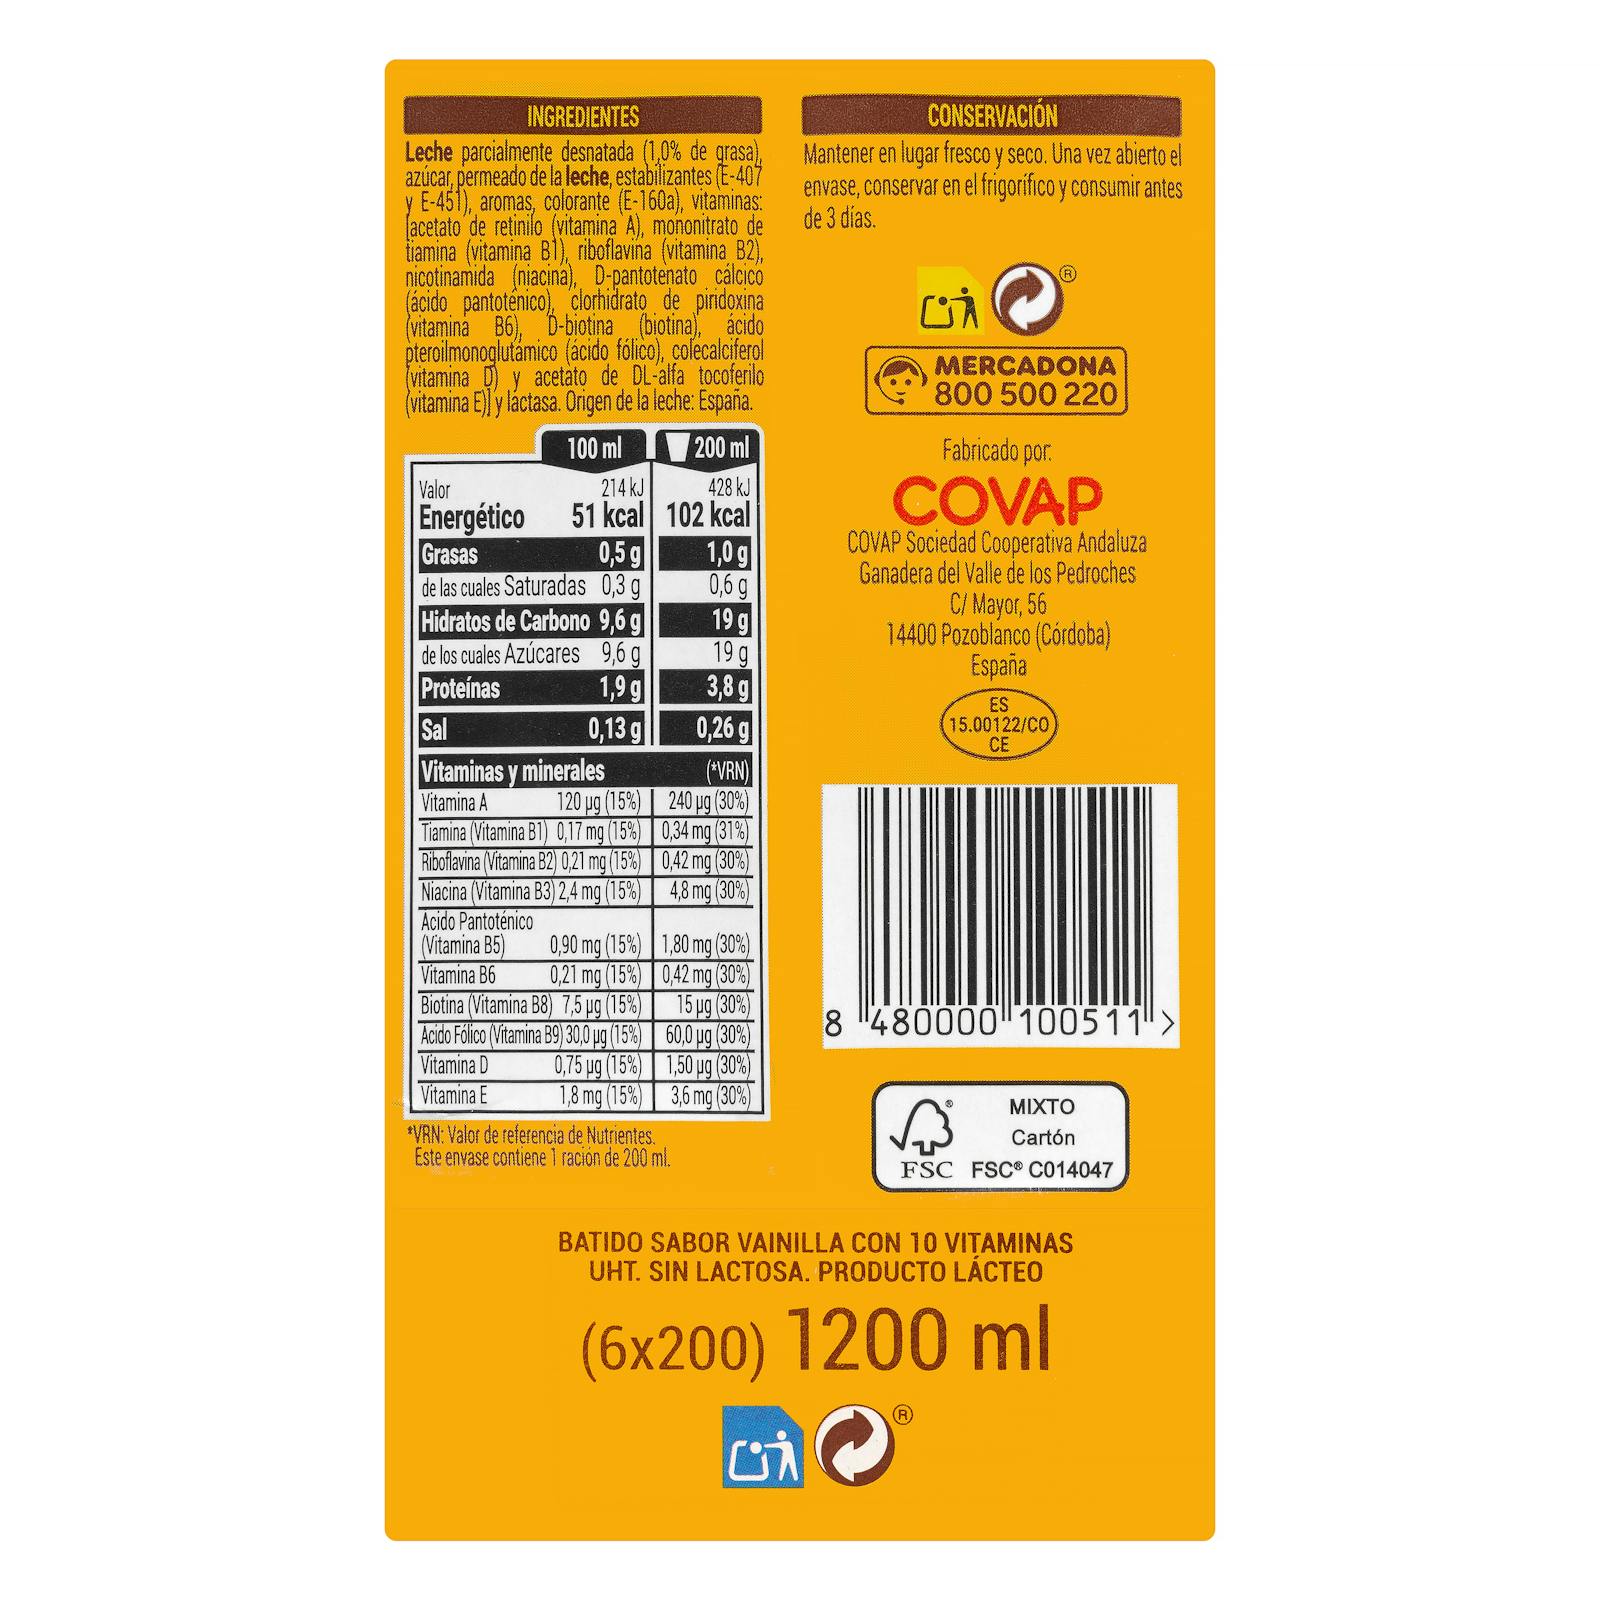 INGREDIENTES
Leche parcialmente desnatada (1,0% de grasa),
azúcar, permeado de la leche, estabilizantes (E-407
y E-451), aromas, colorante (E-160a), vitaminas:
[acetato de retinilo (vitamina A), mononitrato de
tiamina (vitamina B1), riboflavina (vitamina B2),
nicotinamida (niacina), D-pantotenato cálcico
(ácido pantoténico), clorhidrato de piridoxina
(vitamina B6), D-biotina (biotina), ácido
pteroilmonoglutámico (ácido fólico), colecalciferol
(vitamina D) y acetato de DL-alfa tocoferilo
(vitamina E)] y lactasa. Origen de la leche: España.
100 ml 200 ml
Valor 214 kJ 428 kJ
Energético 51 kcal 102 kcal
Grasas 0,5 g 1,0 g
de las cuales Saturadas 0,3 g 0,6 g
Hidratos de Carbono 9,6 g 19 g
de los cuales Azúcares 9,6 g 19 g
Proteínas 1,9 g 3,8 g
Sal 0,13 g 0,26 g
Vitaminas y minerales (*VRN)
Vitamina A 120 µg (15%) 240 µg (30%)
Tiamina (Vitamina B1) 0,17 mg (15%) 0,34 mg (31%)
Riboflavina (Vitamina B2) 0,21 mg (15%) 0,42 mg (30%)
Niacina (Vitamina B3) 2,4 mg (15%) 4,8 mg (30%)
Acido Pantoténico
(Vitamina B5) 0,90 mg (15%) 1,80 mg (30%)
Vitamina B6 0,21 mg (15%) 0,42 mg (30%)
Biotina (Vitamina B8) 7,5 µg (15%) 15 µg (30%)
Acido Fólico (Vitamina B9) 30,0 µg (15%) 60,0 µg (30%)
Vitamina D 0,75 µg (15%) 1,50 µg (30%)
Vitamina E 1,8 mg (15%) 3,6 mg (30%)
*VRN: Valor de referencia de Nutrientes.
Este envase contiene 1 ración de 200 ml.
CONSERVACIÓN
Mantener en lugar fresco y seco. Una vez abierto el
envase, conservar en el frigorífico y consumir antes
de 3 días.
®
MERCADONA
800 500 220
Fabricado por:
COVAP
COVAP Sociedad Cooperativa Andaluza
Ganadera del Valle de los Pedroches
C/ Mayor, 56
14400 Pozoblanco (Córdoba)
España
ES
15.00122/CO
CE
8 480000 100511 >
®
FSC
MIXTO
Cartón
FSC® C014047
BATIDO SABOR VAINILLA CON 10 VITAMINAS
UHT. SIN LACTOSA. PRODUCTO LÁCTEO
(6x200) 1200 ml
®